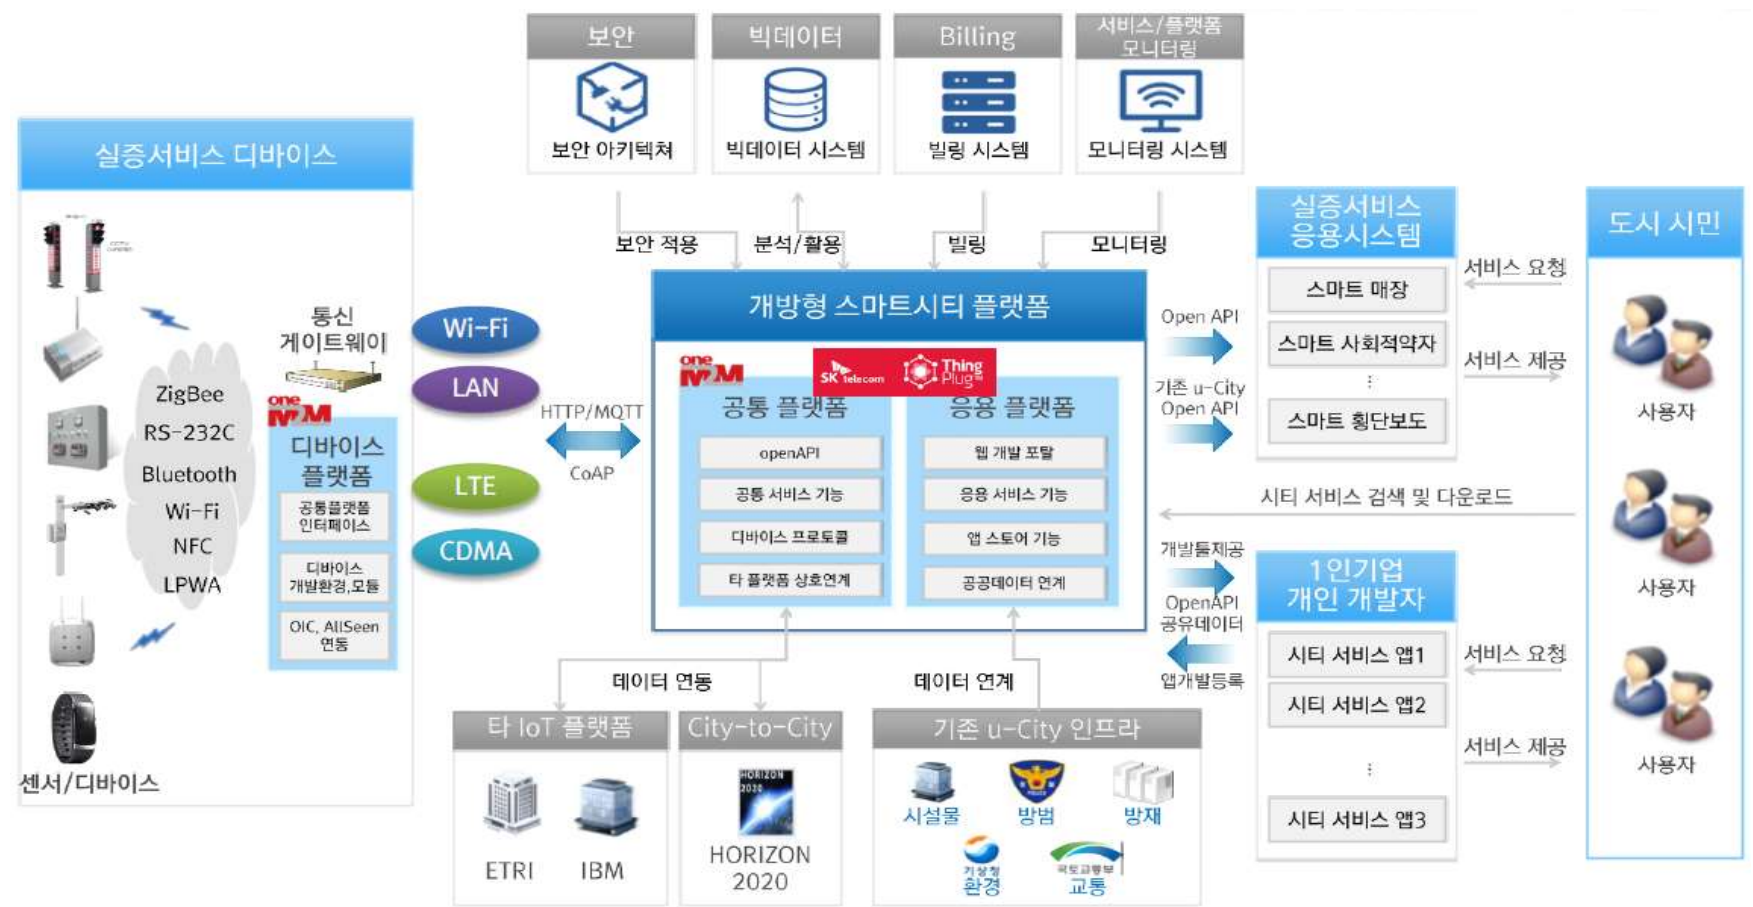 보안
보안 아키텍쳐
빅데이터
빅데이터 시스템
Billing
빌링 시스템
서비스/플랫폼
모니터링
모니터링 시스템
보안 적용
분석/활용
빌링
모니터링
실증서비스 디바이스
통신
게이트웨이
ZigBee
RS-232C
Bluetooth
Wi-Fi
NFC
LPWA
one
M2M
디바이스
플랫폼
공통플랫폼
인터페이스
디바이스
개발환경,모듈
OIC, AllSeen
연동
센서/디바이스
Wi-Fi
LAN
LTE
CDMA
HTTP/MQTT
CoAP
개방형 스마트시티 플랫폼
one
M2M
SK telecom
Thing
Plug
공통 플랫폼
openAPI
공통 서비스 기능
디바이스 프로토콜
타 플랫폼 상호연계
응용 플랫폼
웹 개발 포탈
응용 서비스 기능
앱 스토어 기능
공공데이터 연계
데이터 연동
데이터 연계
타 IoT 플랫폼
ETRI
IBM
City-to-City
HORIZON
2020
HORIZON
2020
기존 u-City 인프라
시설물
방범
방재
기상청
환경
국토교통부
교통
Open API
기존 u-City
Open API
실증서비스
응용시스템
스마트 매장
스마트 사회적약자
⋮
스마트 횡단보도
서비스 요청
서비스 제공
시티 서비스 검색 및 다운로드
개발툴제공
OpenAPI
공유데이터
앱개발등록
1인기업
개인 개발자
시티 서비스 앱1
시티 서비스 앱2
⋮
시티 서비스 앱3
서비스 요청
서비스 제공
도시 시민
사용자
사용자
사용자